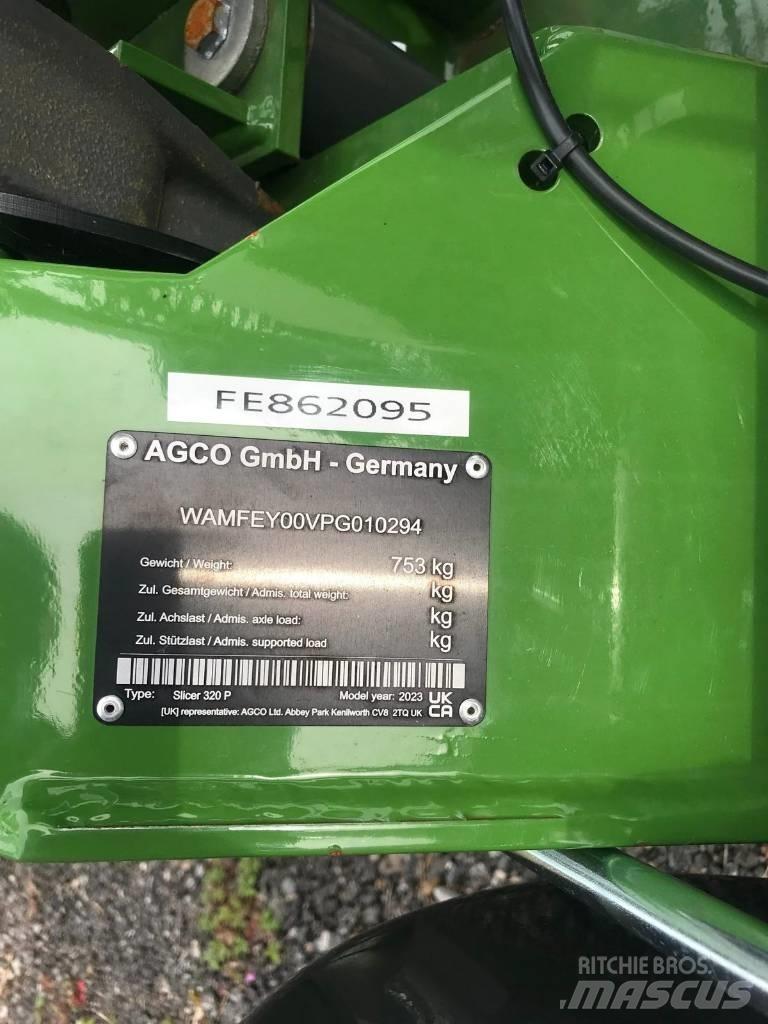 FE862095
AGCO GmbH - Germany
WAMFEY00VPG010294
Gewicht / Weight: 753 kg
Zul. Gesamtgewicht / Admis. total weight: kg
Zul. Achslast / Admis. axle load: kg
Zul. Stützlast / Admis. supported load kg
Type: Slicer 320 P Model year: 2023 UK
CA
[UK] representative: AGCO Ltd. Abbey Park Kenilworth CV8 2TQ UK
RITCHIE BROS.
MASCUS